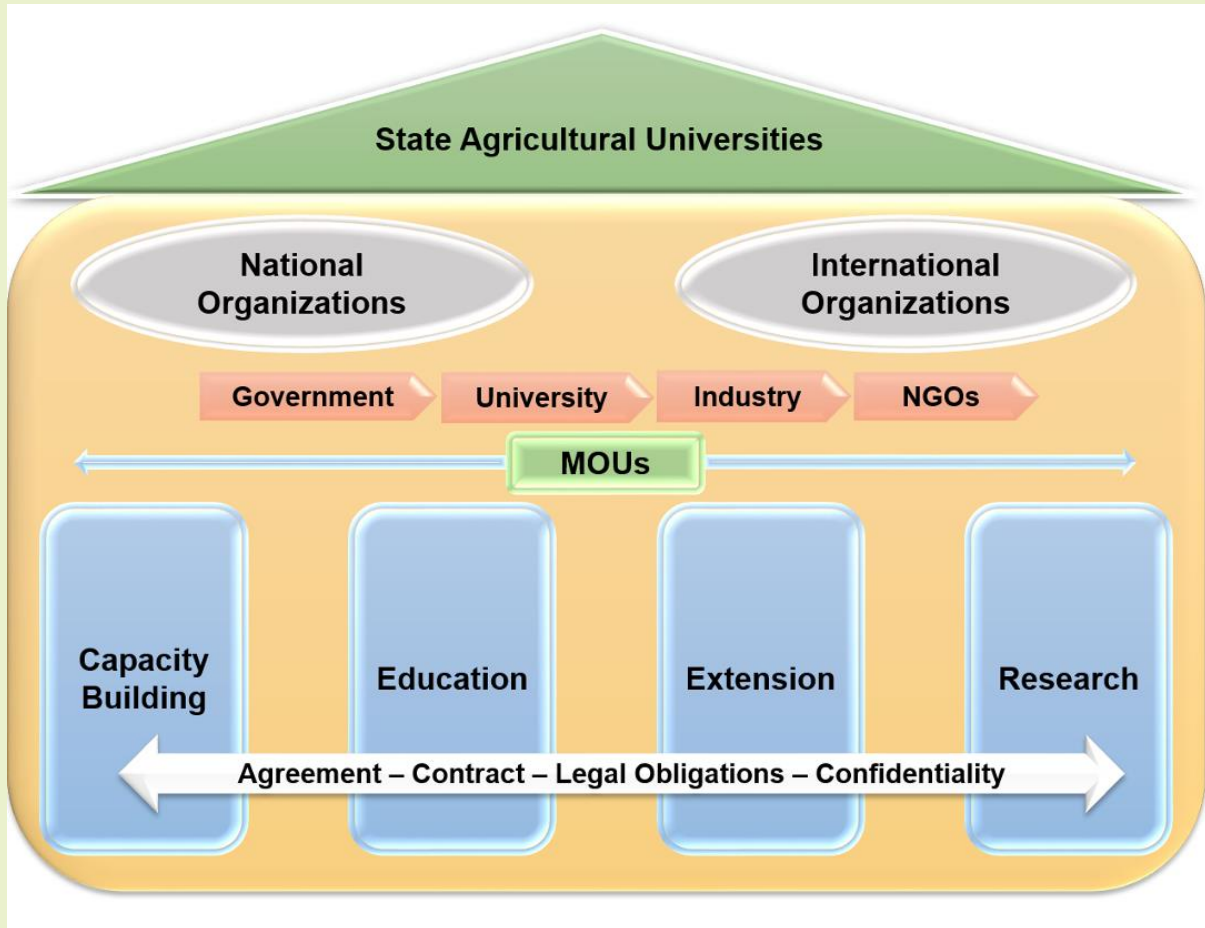 State Agricultural Universities
National
Organizations
International
Organizations
Government
University
Industry
NGOs
MOUs
Capacity
Building
Education
Extension
Research
Agreement – Contract – Legal Obligations – Confidentiality